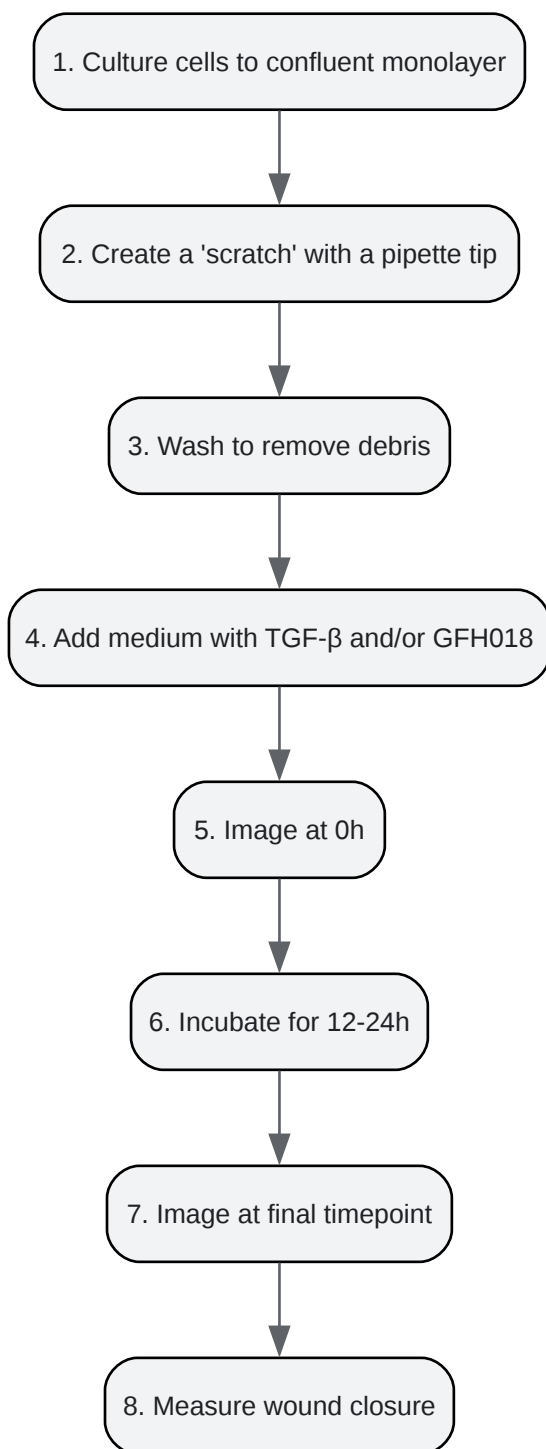 1. Culture cells to confluent monolayer
2. Create a 'scratch' with a pipette tip
3. Wash to remove debris
4. Add medium with TGF-β and/or GFH018
5. Image at 0h
6. Incubate for 12-24h
7. Image at final timepoint
8. Measure wound closure